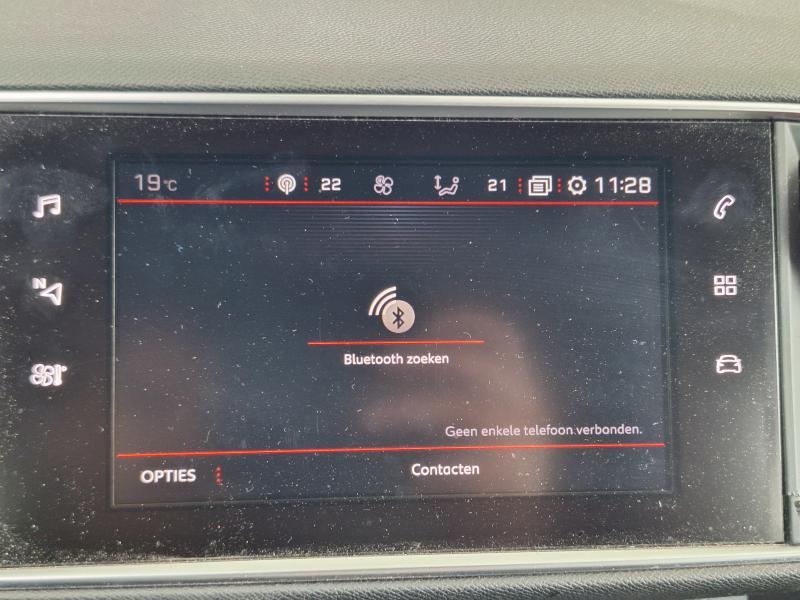 19°C 22 21 11:28
N
Bluetooth zoeken
Geen enkele telefoon verbonden.
OPTIES Contacten